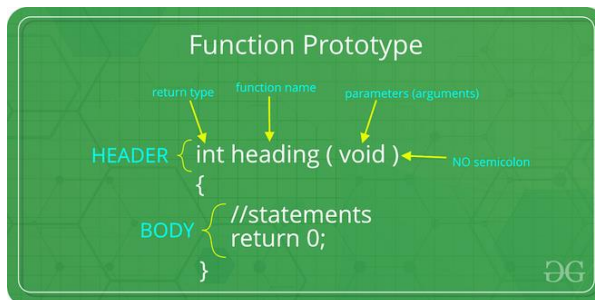 Function Prototype
return type function name parameters (arguments)
HEADER int heading ( void ) NO semicolon
{
//statements
BODY
return 0;
}
GG